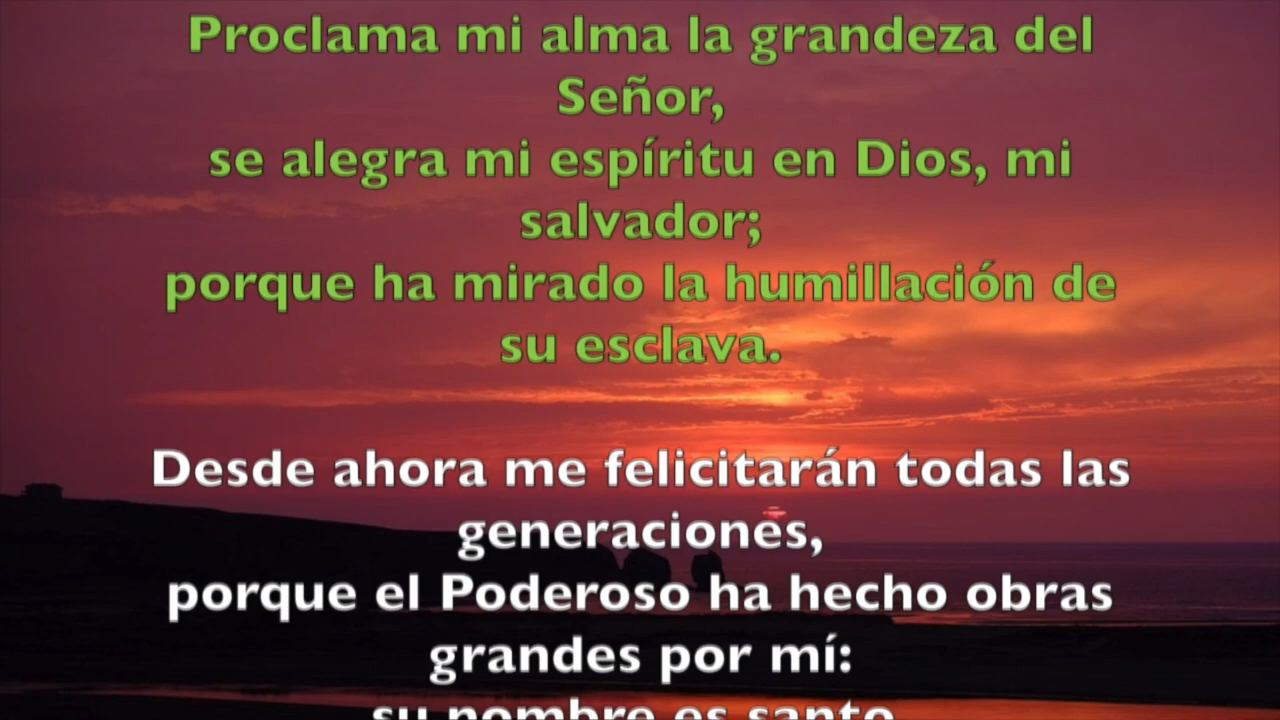 Proclama mi alma la grandeza del
Señor,
se alegra mi espíritu en Dios, mi
salvador;
porque ha mirado la humillación de
su esclava.
Desde ahora me felicitarán todas las
generaciones,
porque el Poderoso ha hecho obras
grandes por mí:
su nombre es santo